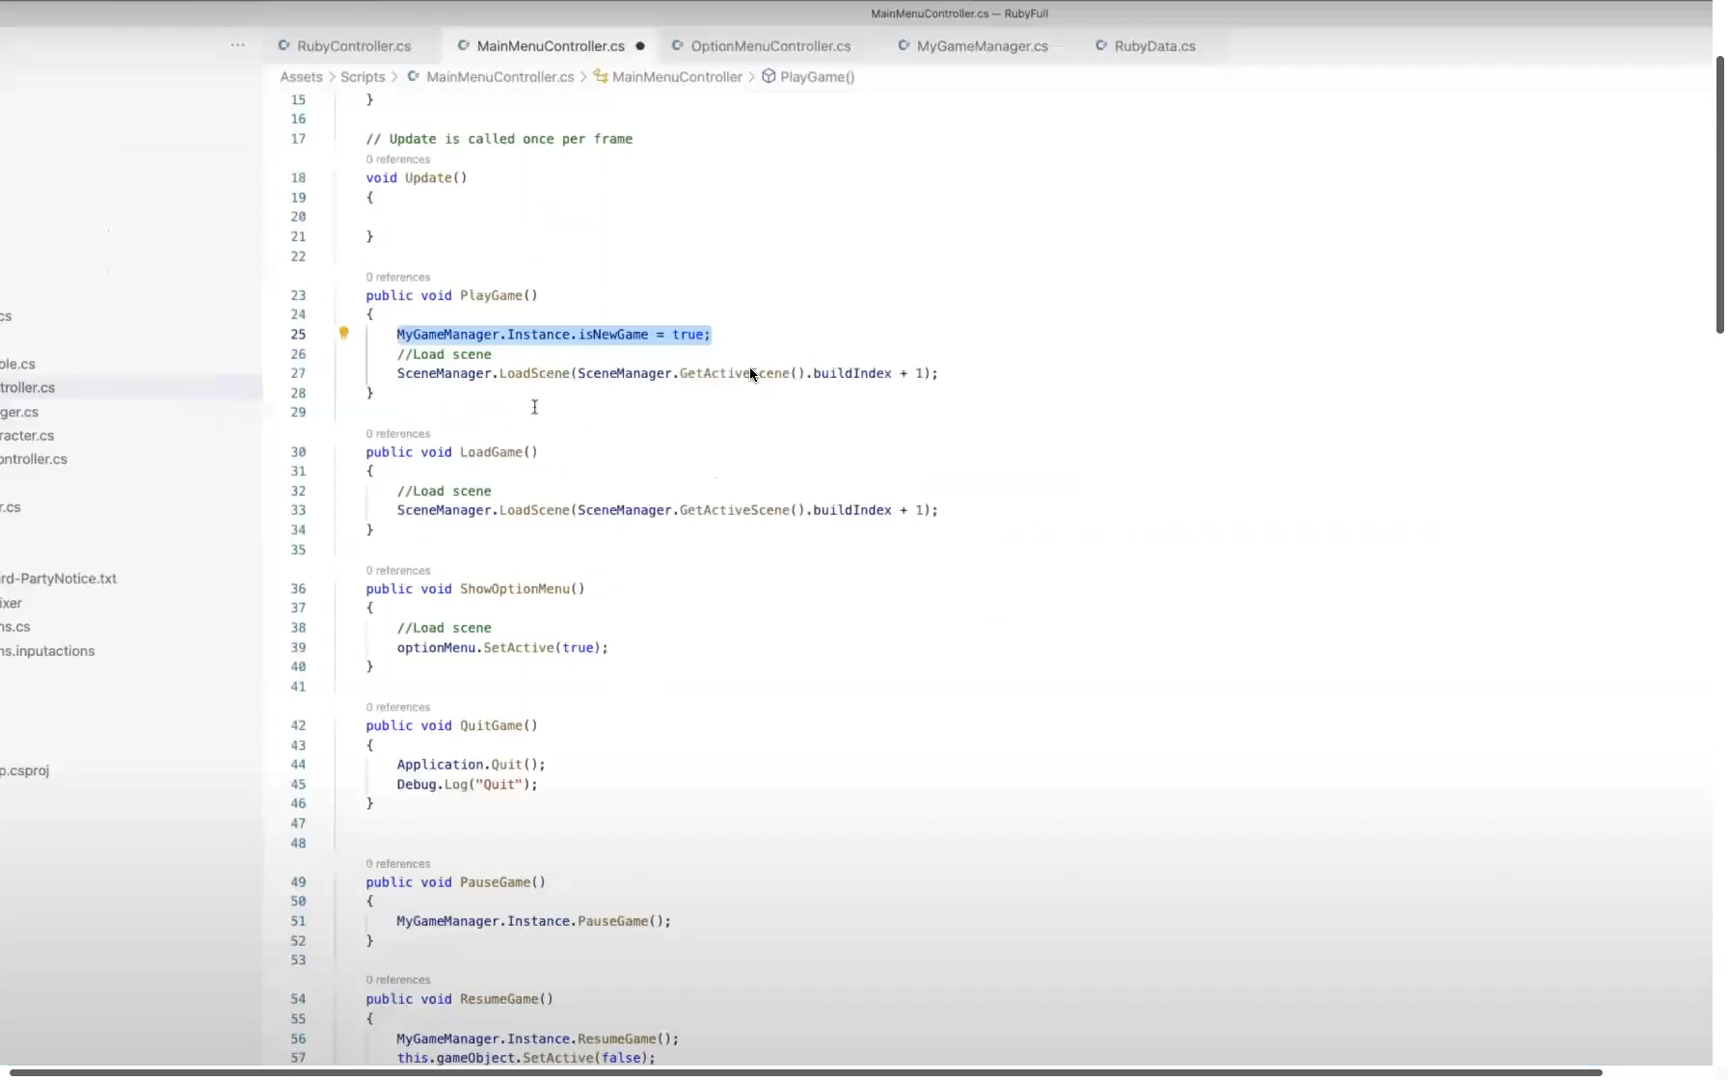 MainMenuController.cs — RubyFull
... RubyController.cs MainMenuController.cs ● OptionMenuController.cs MyGameManager.cs RubyData.cs
Assets > Scripts > MainMenuController.cs > MainMenuController > PlayGame()
15 }
16
17 // Update is called once per frame
0 references
18 void Update()
19 {
20
21 }
22
0 references
23 public void PlayGame()
24 {
25 MyGameManager.Instance.isNewGame = true;
26 //Load scene
27 SceneManager.LoadScene(SceneManager.GetActiveScene().buildIndex + 1);
28 }
29
0 references
30 public void LoadGame()
31 {
32 //Load scene
33 SceneManager.LoadScene(SceneManager.GetActiveScene().buildIndex + 1);
34 }
35
0 references
36 public void ShowOptionMenu()
37 {
38 //Load scene
39 optionMenu.SetActive(true);
40 }
41
0 references
42 public void QuitGame()
43 {
44 Application.Quit();
45 Debug.Log("Quit");
46 }
47
48
0 references
49 public void PauseGame()
50 {
51 MyGameManager.Instance.PauseGame();
52 }
53
0 references
54 public void ResumeGame()
55 {
56 MyGameManager.Instance.ResumeGame();
57 this.gameObject.SetActive(false);
cs
ble.cs
troller.cs
ger.cs
racter.cs
ontroller.cs
r.cs
ird-PartyNotice.txt
ixer
ns.cs
ns.inputactions
p.csproj